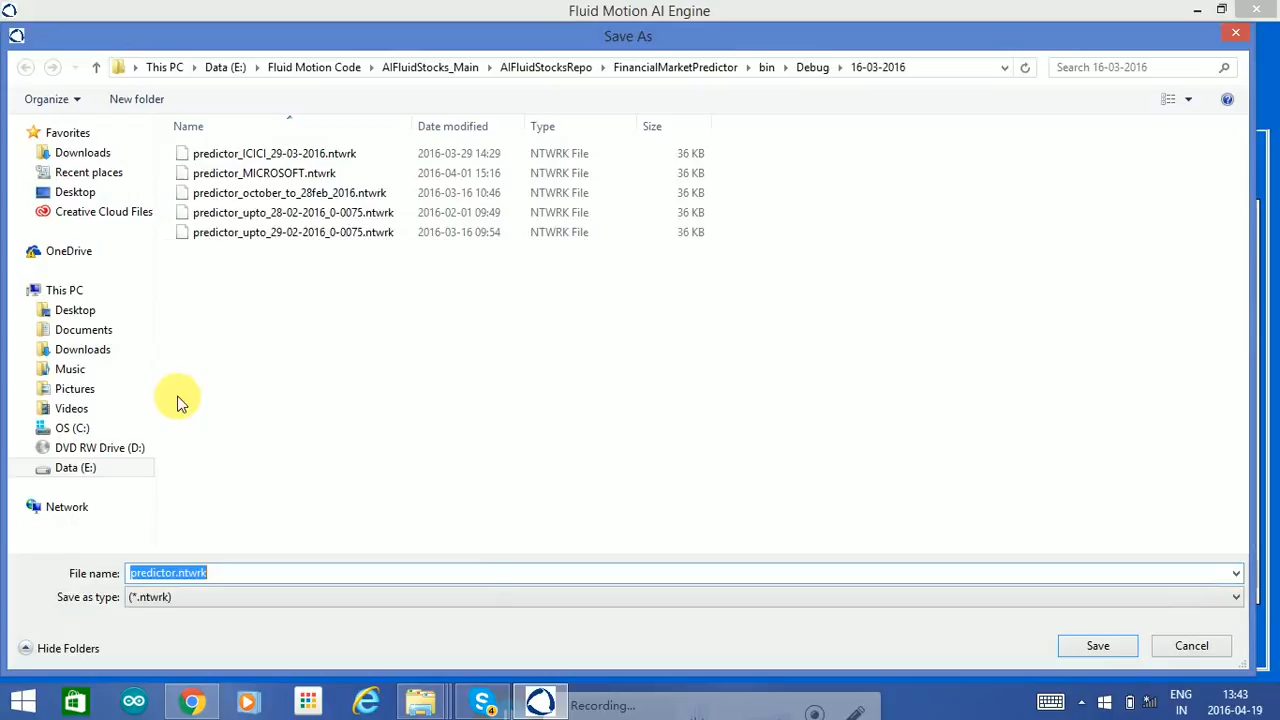 Fluid Motion AI Engine
Save As
This PC Data (E:) Fluid Motion Code AIFluidStocks_Main AIFluidStocksRepo FinancialMarketPredictor bin Debug 16-03-2016 Search 16-03-2016
Organize New folder
Name Date modified Type Size
predictor_ICICI_29-03-2016.ntwrk 2016-03-29 14:29 NTWRK File 36 KB
predictor_MICROSOFT.ntwrk 2016-04-01 15:16 NTWRK File 36 KB
predictor_october_to_28feb_2016.ntwrk 2016-03-16 10:46 NTWRK File 36 KB
predictor_upto_28-02-2016_0-0075.ntwrk 2016-02-01 09:49 NTWRK File 36 KB
predictor_upto_29-02-2016_0-0075.ntwrk 2016-03-16 09:54 NTWRK File 36 KB
Favorites
Downloads
Recent places
Desktop
Creative Cloud Files
OneDrive
This PC
Desktop
Documents
Downloads
Music
Pictures
Videos
OS (C:)
DVD RW Drive (D:)
Data (E:)
Network
File name: predictor.ntwrk
Save as type: (*.ntwrk)
Hide Folders Save Cancel
4
Recording...
ENG 13:43
IN 2016-04-19